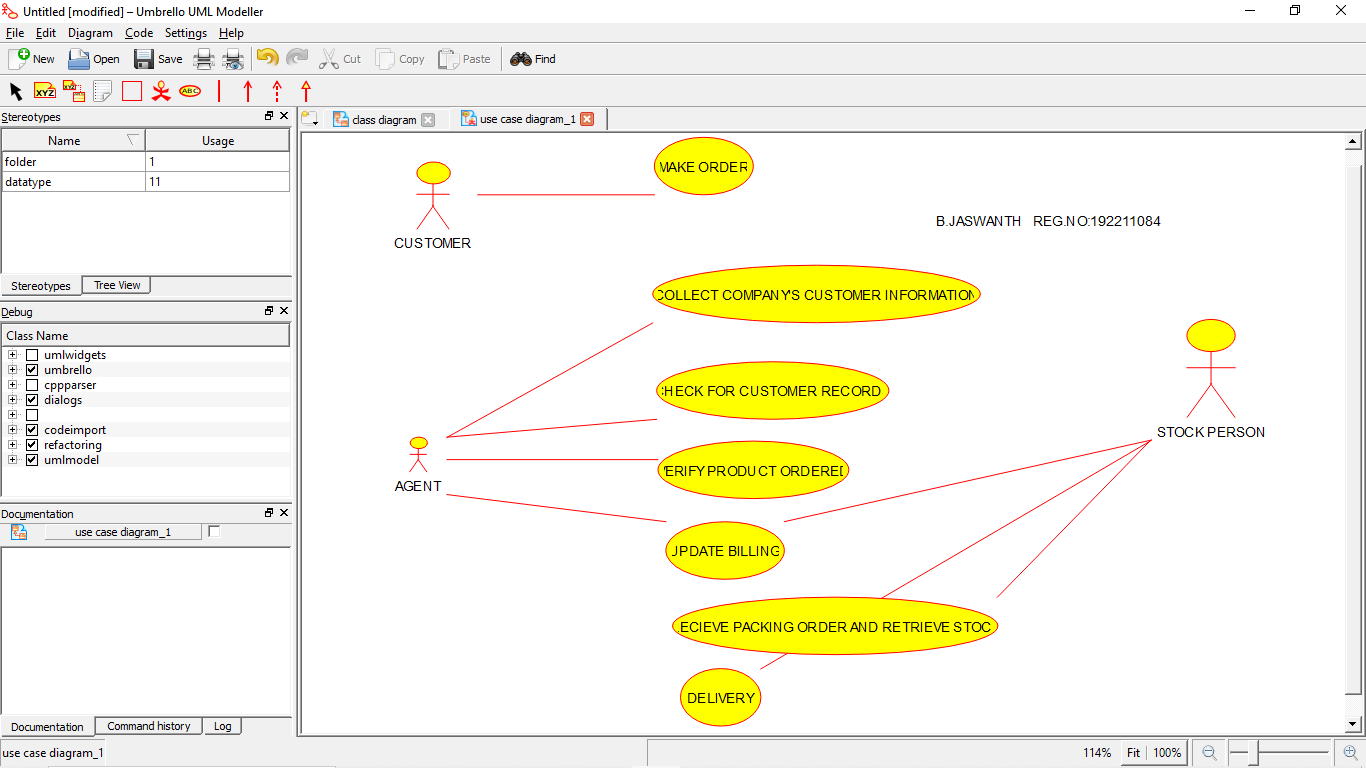 Untitled [modified] – Umbrello UML Modeller
File Edit Diagram Code Settings Help
New Open Save Cut Copy Paste Find
XYZ XYZ ABC
Stereotypes
class diagram use case diagram_1
Name Usage
folder 1
datatype 11
Stereotypes Tree View
Debug
Class Name
umlwidgets
umbrello
cppparser
dialogs
codeimport
refactoring
umlmodel
Documentation
use case diagram_1
Documentation Command history Log
MAKE ORDER
CUSTOMER
B.JASWANTH REG.NO:192211084
COLLECT COMPANY'S CUSTOMER INFORMATION
CHECK FOR CUSTOMER RECORD
STOCK PERSON
VERIFY PRODUCT ORDERED
AGENT
UPDATE BILLING
ECIEVE PACKING ORDER AND RETRIEVE STOC
DELIVERY
use case diagram_1 114% Fit 100%